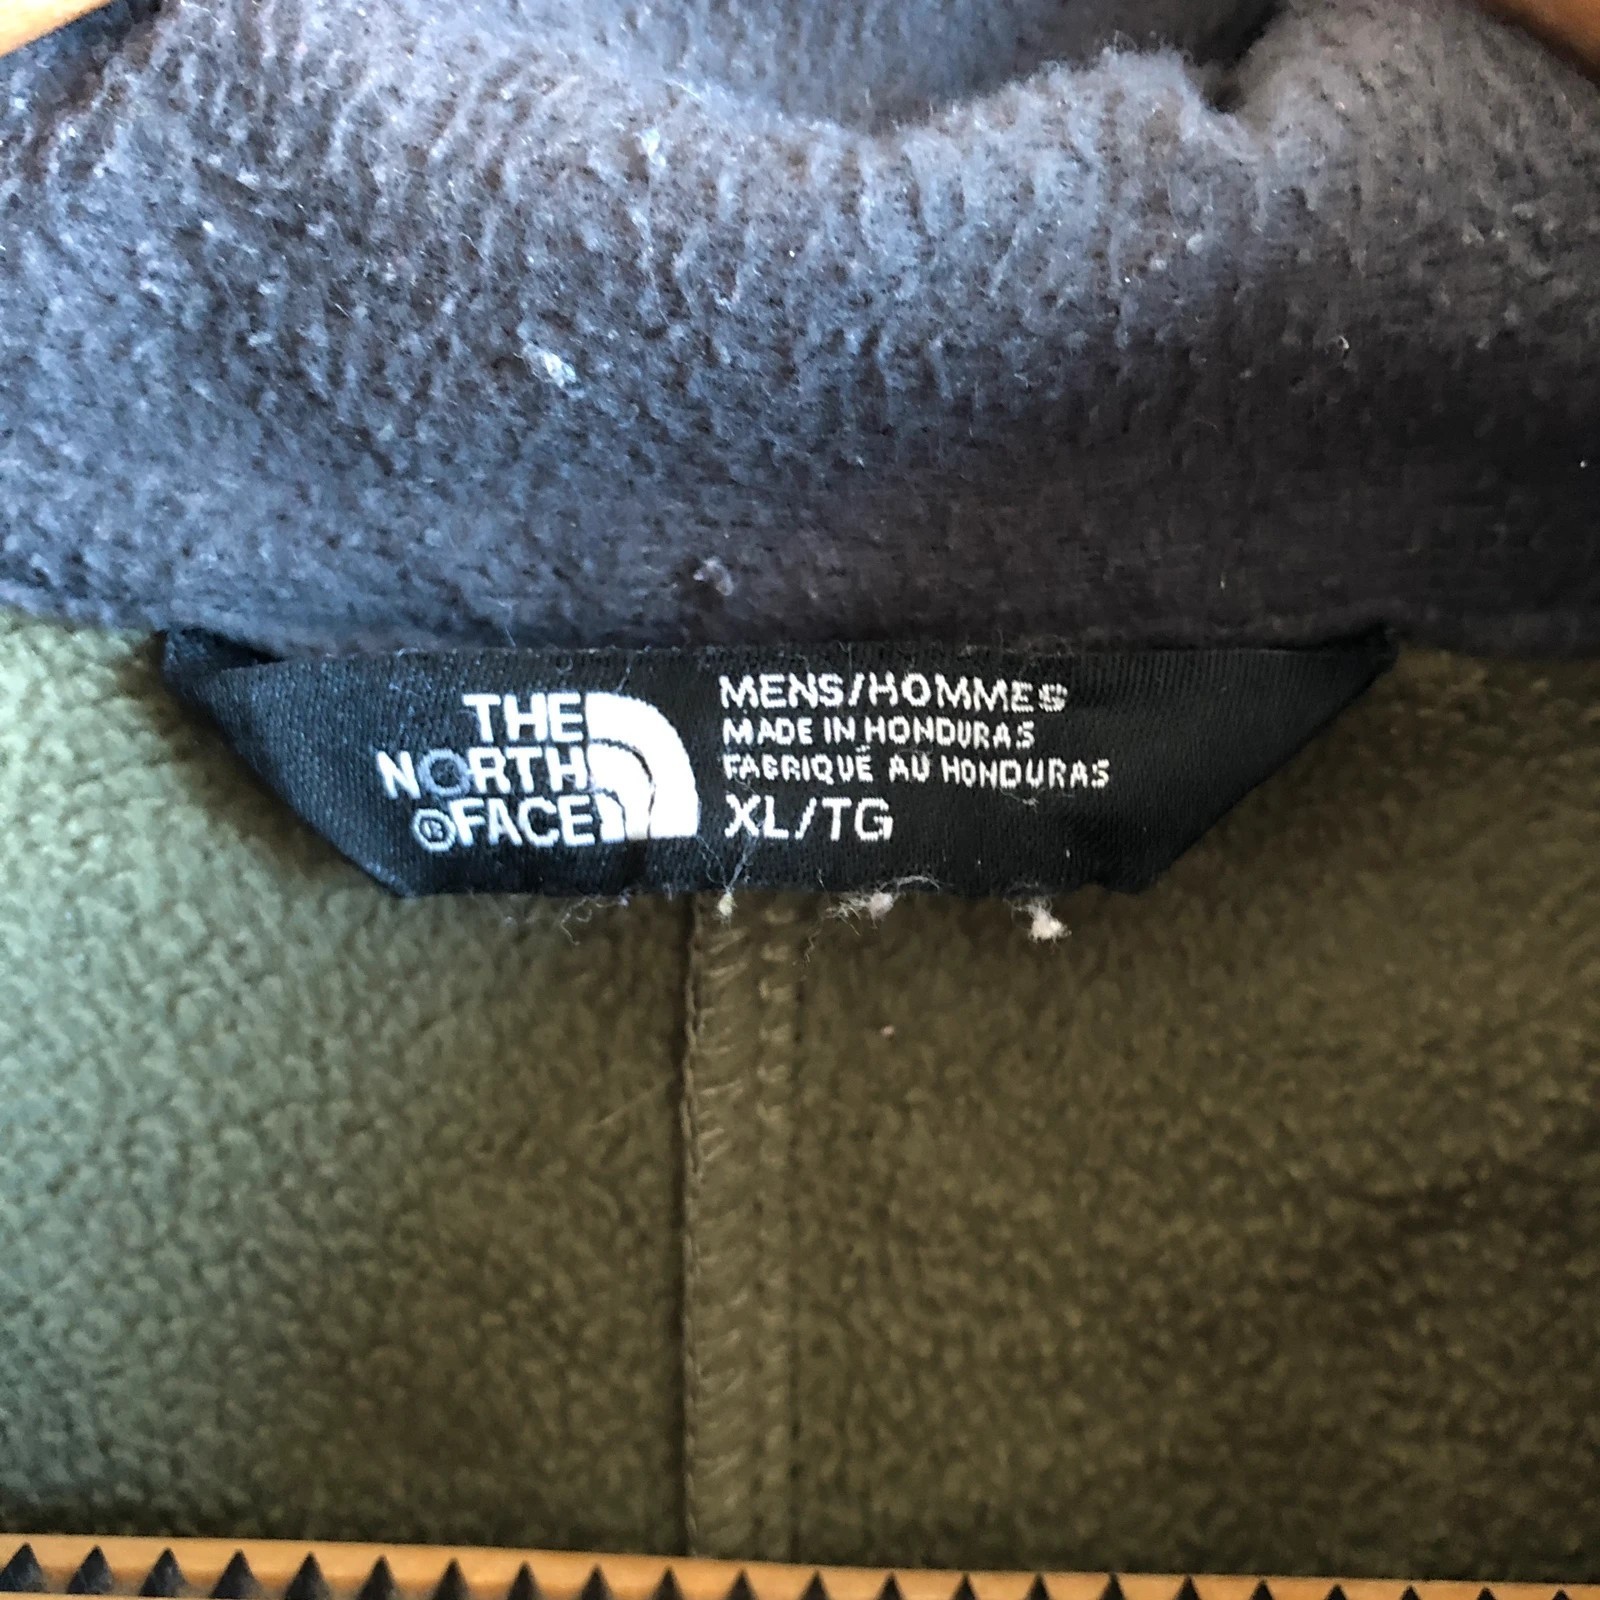 THE
NORTH
®FACE
MENS/HOMMES
MADE IN HONDURAS
FABRIQUÉ AU HONDURAS
XL/TG